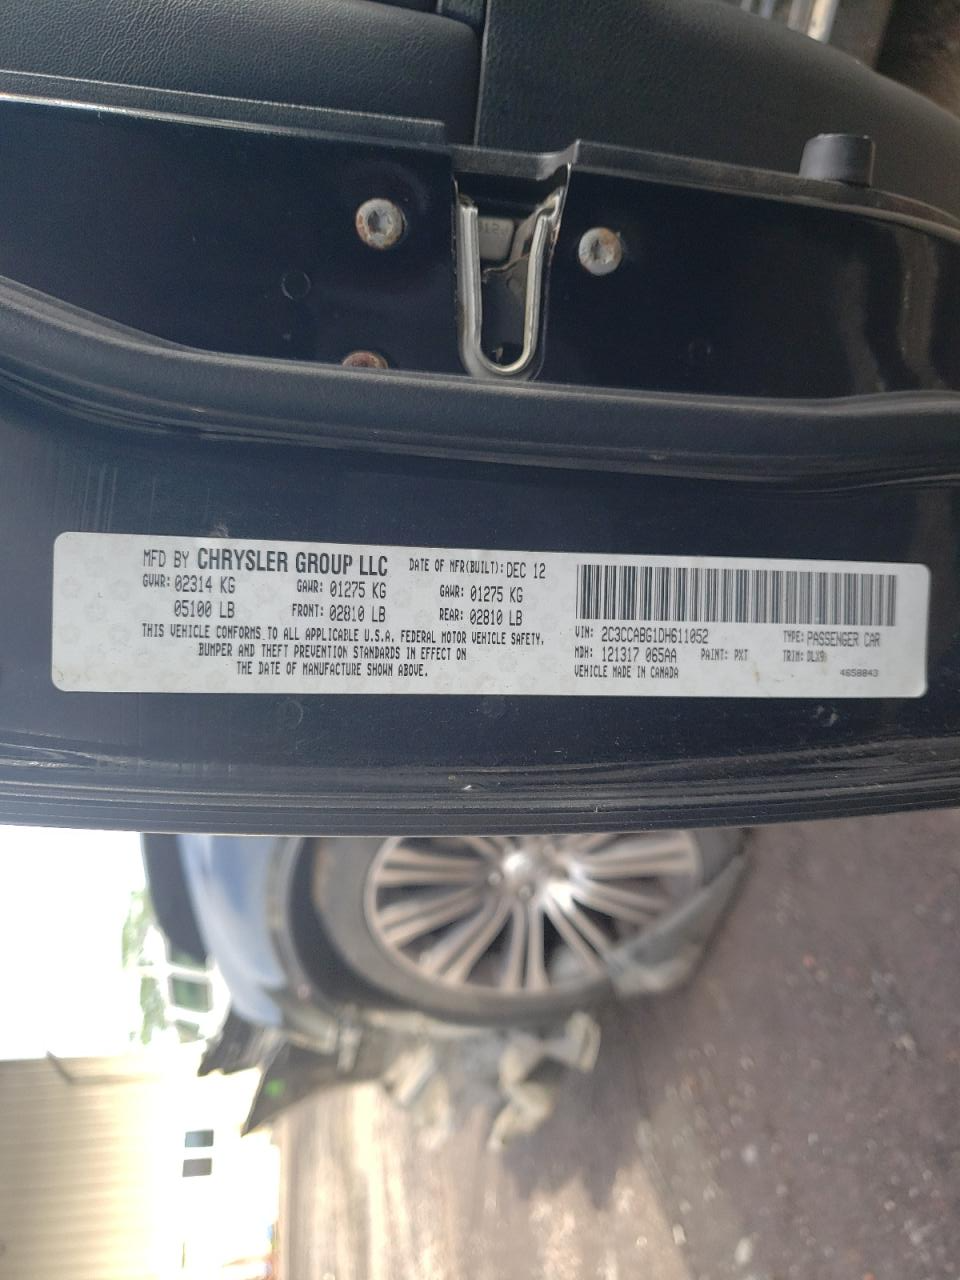 MFD BY CHRYSLER GROUP LLC DATE OF MFR(BUILT): DEC 12
GVWR: 02314 KG GAWR: 01275 KG GAWR: 01275 KG
05100 LB FRONT: 02810 LB REAR: 02810 LB
THIS VEHICLE CONFORMS TO ALL APPLICABLE U.S.A. FEDERAL MOTOR VEHICLE SAFETY,
BUMPER AND THEFT PREVENTION STANDARDS IN EFFECT ON
THE DATE OF MANUFACTURE SHOWN ABOVE.
VIN: 2C3CCABG1DH611052 TYPE: PASSENGER CAR
MDH: 121317 065AA PAINT: PXT TRIM: DLX9
VEHICLE MADE IN CANADA 4658843